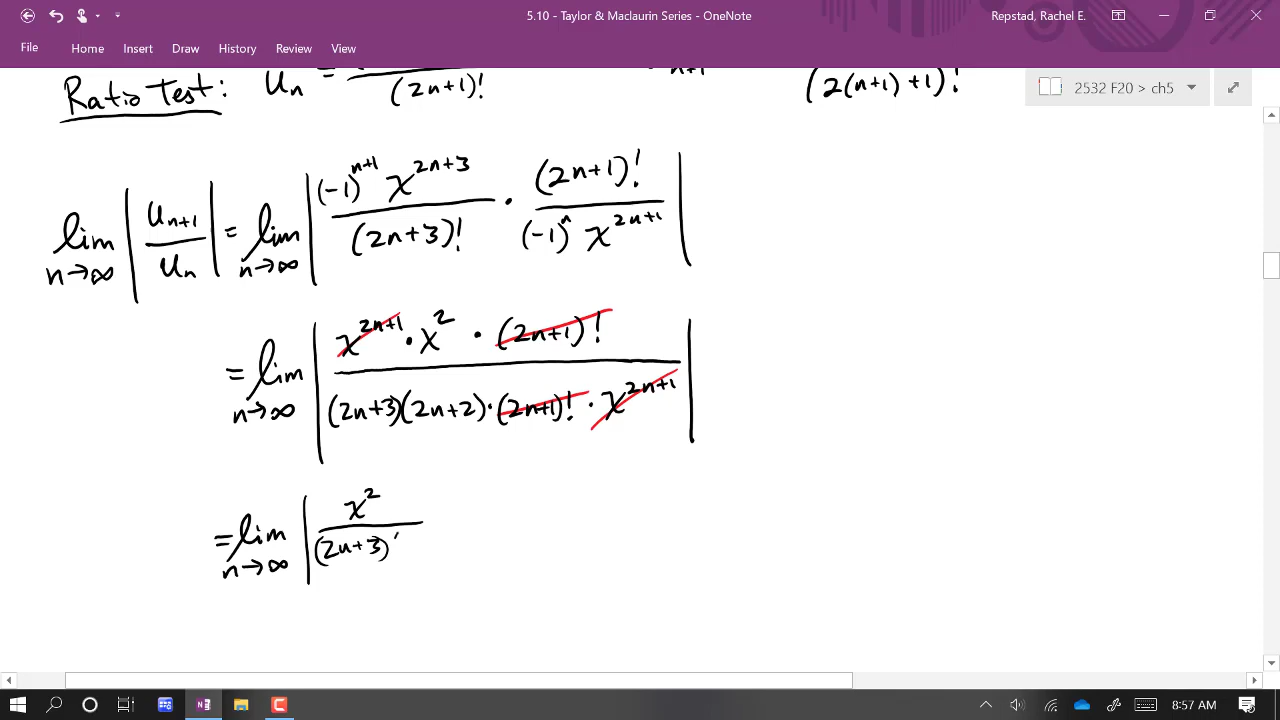 5.10 - Taylor & Maclaurin Series - OneNote
Repstad, Rachel E.
File Home Insert Draw History Review View
2532 F20 > ch5
Ratio Test: Uₙ = (2n+1)! n+1 (2(n+1)+1)!
lim n→∞ | Uₙ₊₁ / Uₙ | = lim n→∞ | (-1)^(n+1) x^(2n+3) / (2n+3)! · (2n+1)! / (-1)^n x^(2n+1) |
= lim n→∞ | x^(2n+1) · x² · (2n+1)! / (2n+3)(2n+2)·(2n+1)! · x^(2n+1) |
= lim n→∞ | x² / (2n+3)
8:57 AM